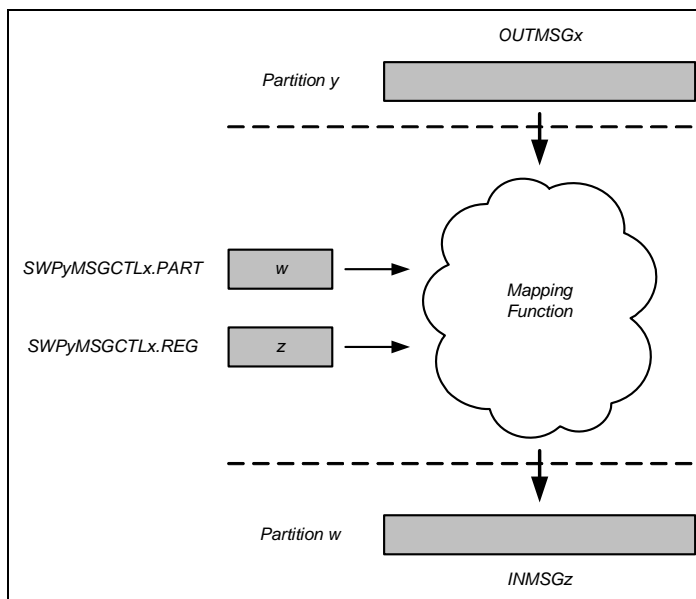 OUTMSGx
Partition y
SWPyMSGCTLx.PART
w
Mapping
Function
SWPyMSGCTLx.REG
z
Partition w
INMSGz